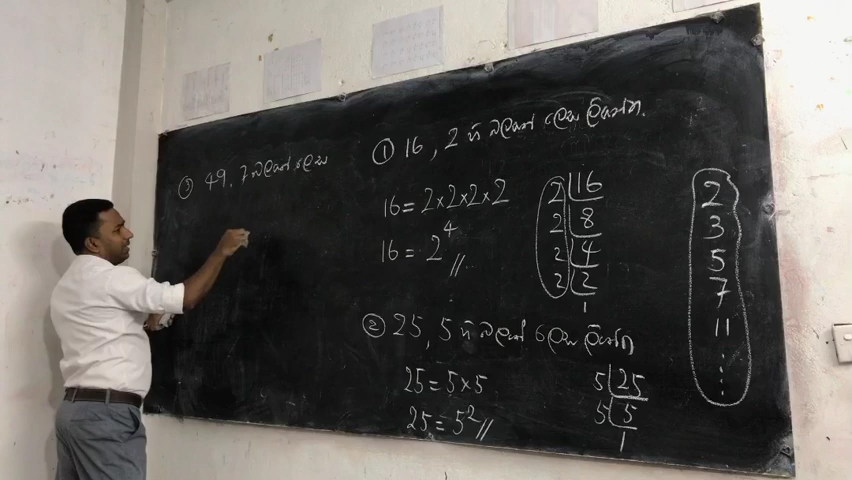 ① 16, 2 හි බලයක් ලෙස ලියන්න.
16 = 2×2×2×2
16 = 2⁴ //
2 | 16
2 | 8
2 | 4
2 | 2
1
② 25, 5 හි බලයක් ලෙස ලියන්න
25 = 5×5
25 = 5² //
5 | 25
5 | 5
1
③ 49, 7 බලයක් ලෙස
2
3
5
7
11
⋮